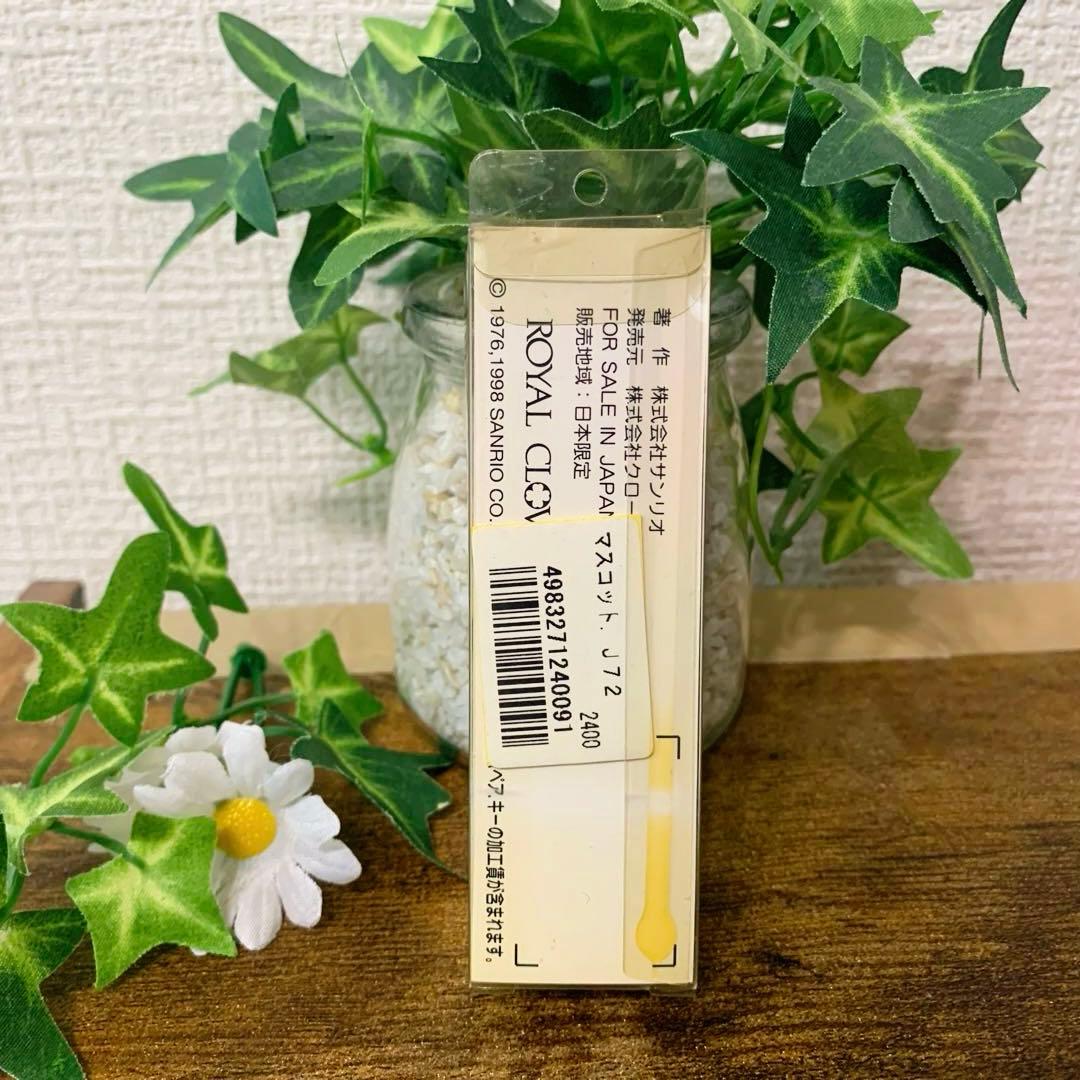 著 作 株式会社サンリオ
発売元 株式会社クロー
FOR SALE IN JAPAN
販売地域：日本限定
ROYAL CLOV
© 1976,1998 SANRIO CO.
マスコット. J72
2400
4983271240091
ペア.キーの加工賃が含まれます。